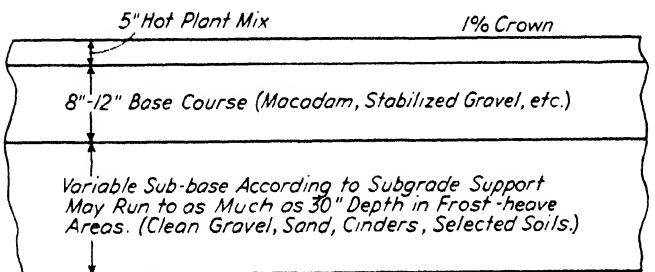 5" Hot Plant Mix
1% Crown
8"-12" Base Course (Macadam, Stabilized Gravel, etc.)
Variable Sub-base According to Subgrade Support
May Run to as Much as 30" Depth in Frost-heave
Areas. (Clean Gravel, Sand, Cinders, Selected Soils.)